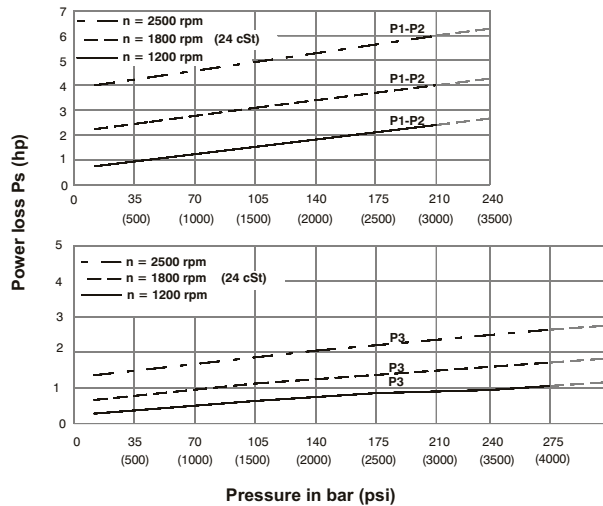 7
n = 2500 rpm
6
P1-P2
n = 1800 rpm (24 cSt)
5
n = 1200 rpm
4
P1-P2
3
P1-P2
2
1
0
0 35 70 105 140 175 210 240
(500) (1000) (1500) (2000) (2500) (3000) (3500)
Power loss Ps (hp)
5
n = 2500 rpm
4
n = 1800 rpm (24 cSt)
n = 1200 rpm
3
P3
2
P3
P3
1
0
0 35 70 105 140 175 210 240 275
(500) (1000) (1500) (2000) (2500) (3000) (3500) (4000)
Pressure in bar (psi)